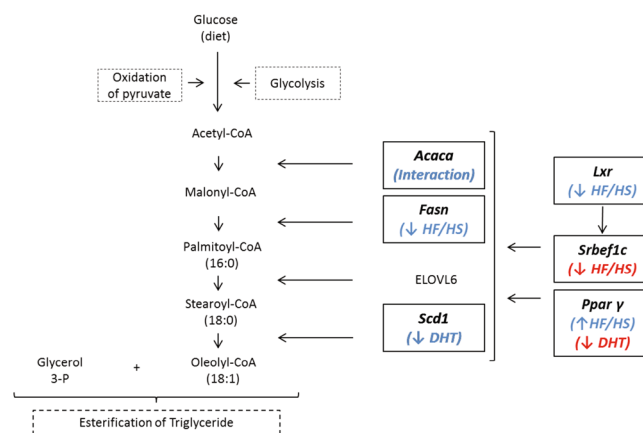 Glucose
(diet)
Oxidation
of pyruvate
Glycolysis
Acetyl-CoA
Malonyl-CoA
Palmitoyl-CoA
(16:0)
Stearoyl-CoA
(18:0)
Glycerol
3-P
+
Oleolyl-CoA
(18:1)
Esterification of Triglyceride
Acaca
(Interaction)
Fasn
(↓ HF/HS)
ELOVL6
Scd1
(↓ DHT)
Lxr
(↓ HF/HS)
Srbef1c
(↓ HF/HS)
Ppar γ
(↑HF/HS)
(↓ DHT)